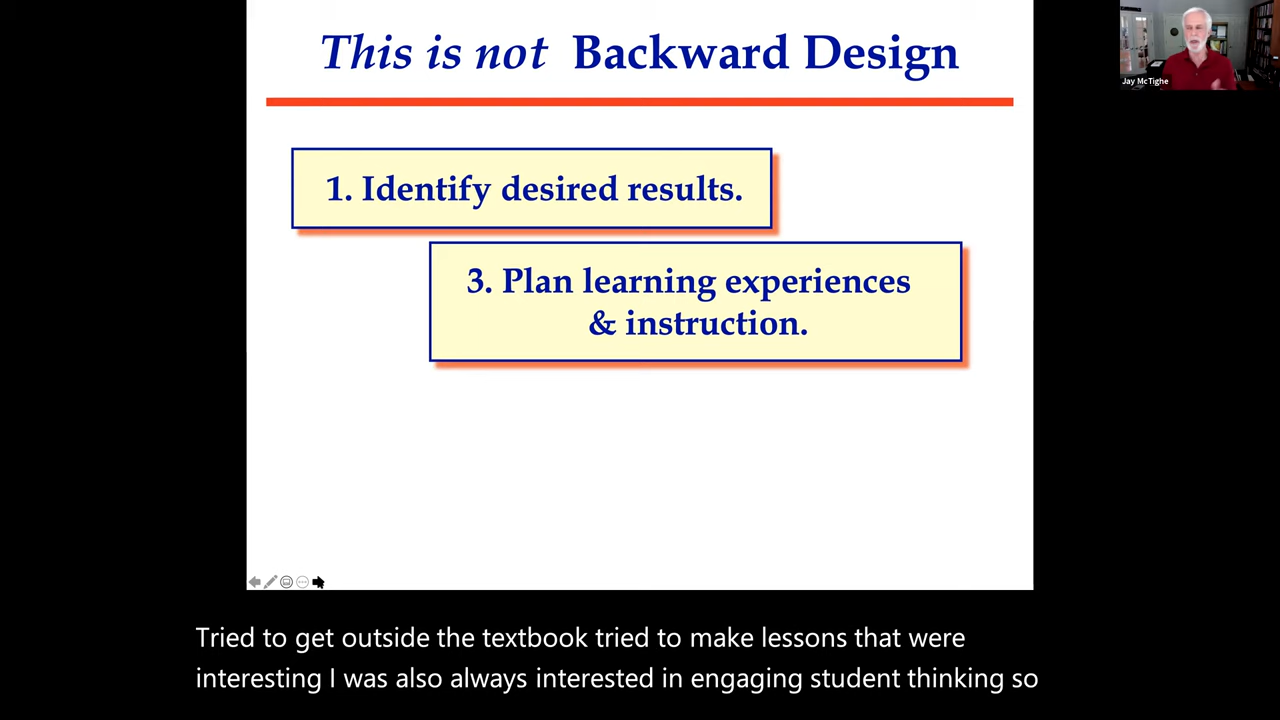 This is not Backward Design
Jay McTighe
1. Identify desired results.
3. Plan learning experiences
& instruction.
Tried to get outside the textbook tried to make lessons that were
interesting I was also always interested in engaging student thinking so